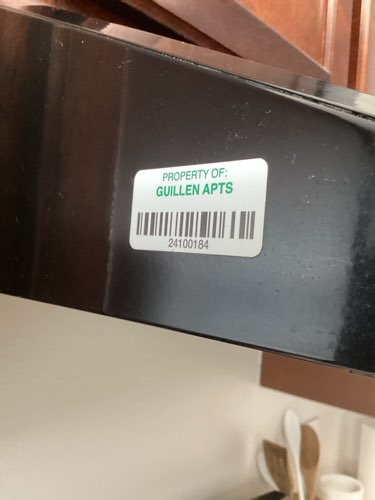 PROPERTY OF:
GUILLEN APTS
24100184